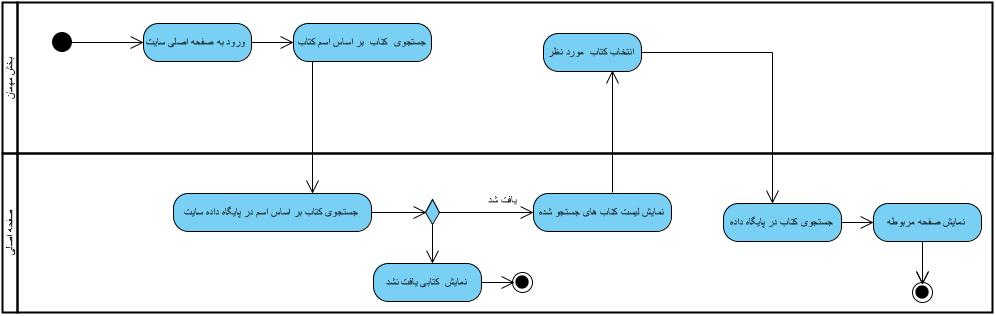 بخش مهمان
ورود به صفحه اصلی سایت
جستجوی کتاب بر اساس اسم کتاب
انتخاب کتاب مورد نظر
صفحه اصلی
جستجوی کتاب بر اساس اسم در پایگاه داده سایت
یافت شد
نمایش لیست کتاب های جستجو شده
نمایش کتابی یافت نشد
جستجوی کتاب در پایگاه داده
نمایش صفحه مربوطه